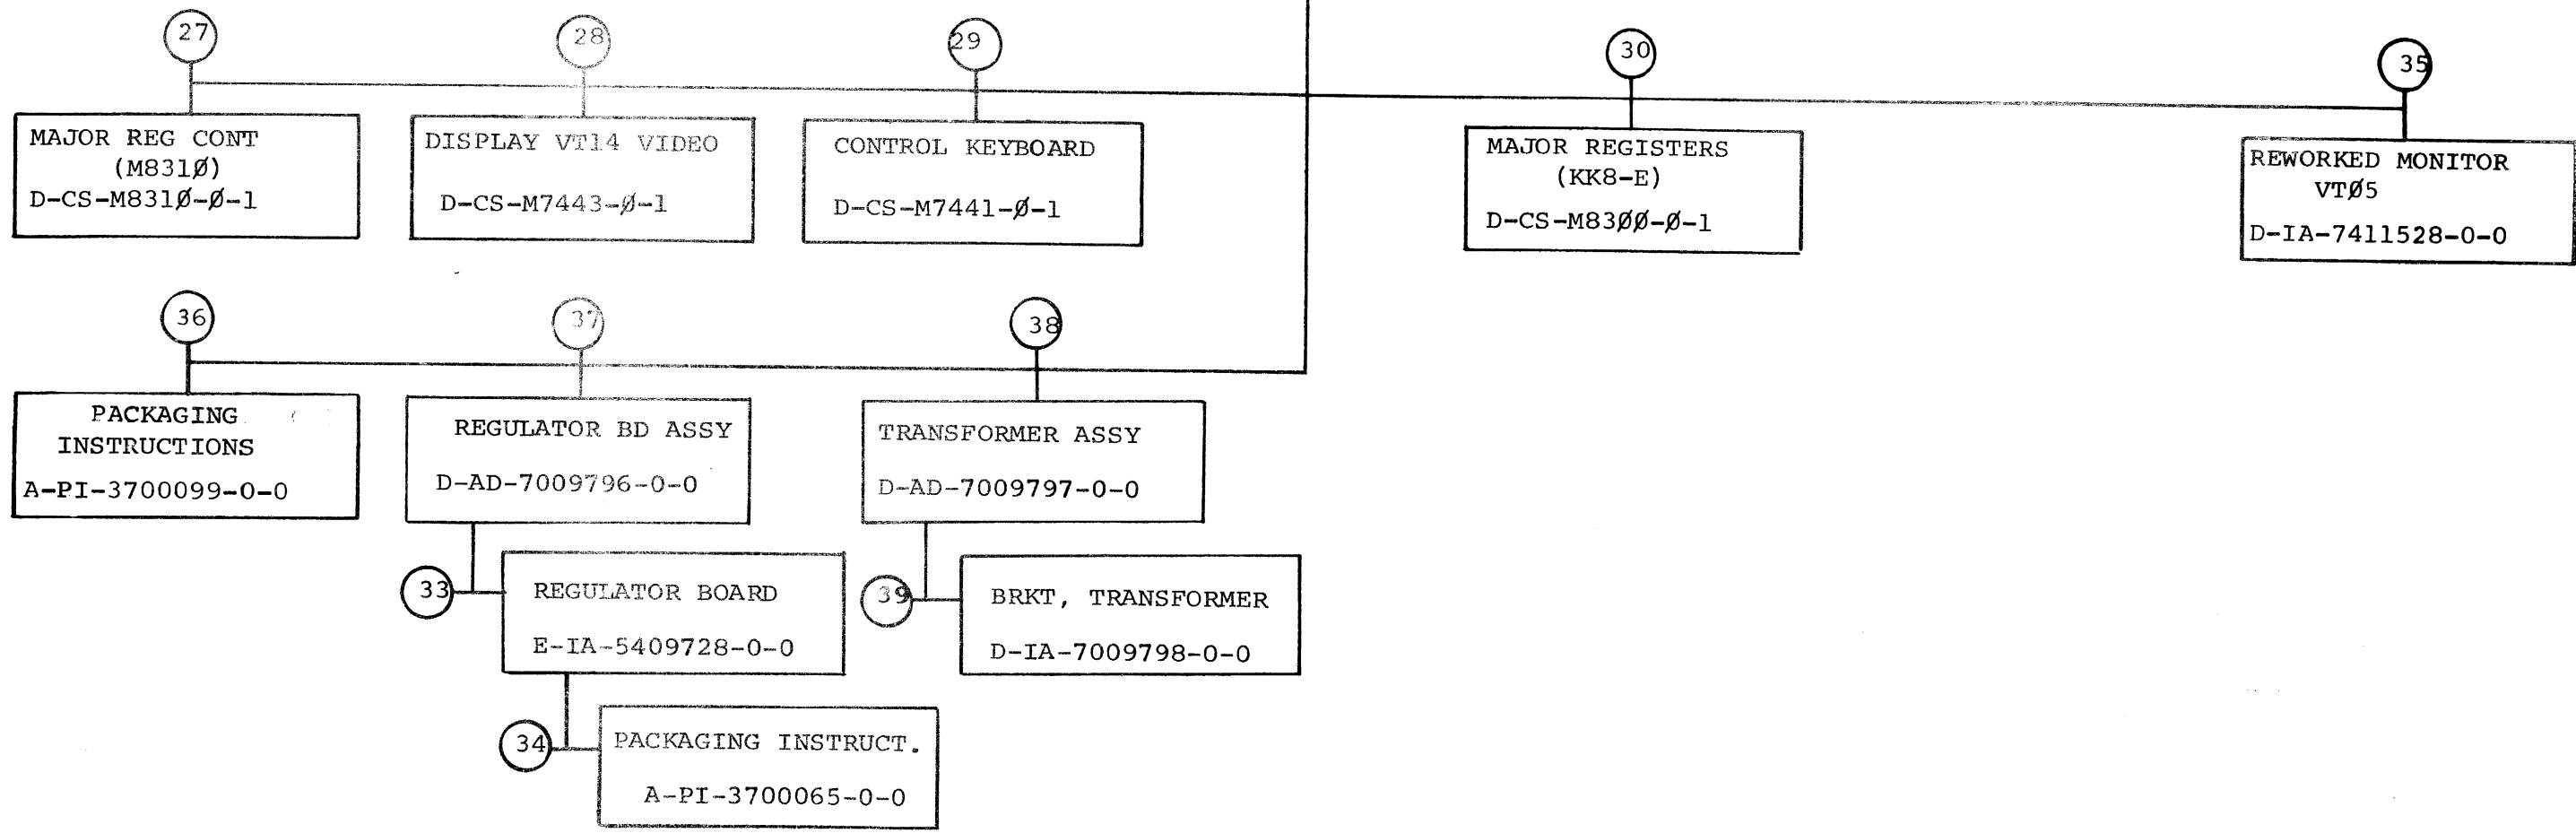 27
28
29
30
35
MAJOR REG CONT
(M831Ø)
D-CS-M831Ø-Ø-1
DISPLAY VT14 VIDEO
D-CS-M7443-Ø-1
CONTROL KEYBOARD
D-CS-M7441-Ø-1
MAJOR REGISTERS
(KK8-E)
D-CS-M83ØØ-Ø-1
REWORKED MONITOR
VTØ5
D-IA-7411528-0-0
36
37
38
PACKAGING
INSTRUCTIONS
A-PI-3700099-0-0
REGULATOR BD ASSY
D-AD-7009796-0-0
TRANSFORMER ASSY
D-AD-7009797-0-0
33
REGULATOR BOARD
E-IA-5409728-0-0
39
BRKT, TRANSFORMER
D-IA-7009798-0-0
34
PACKAGING INSTRUCT.
A-PI-3700065-0-0